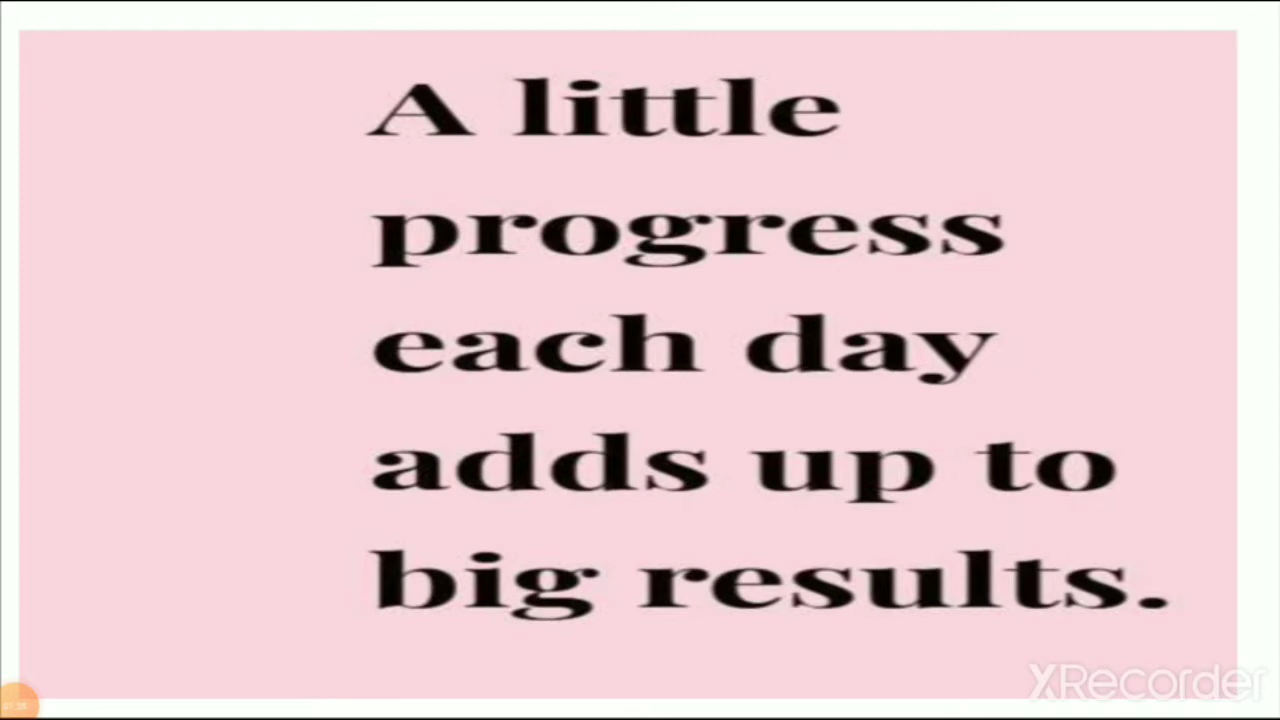 A little
progress
each day
adds up to
big results.
XRecorder